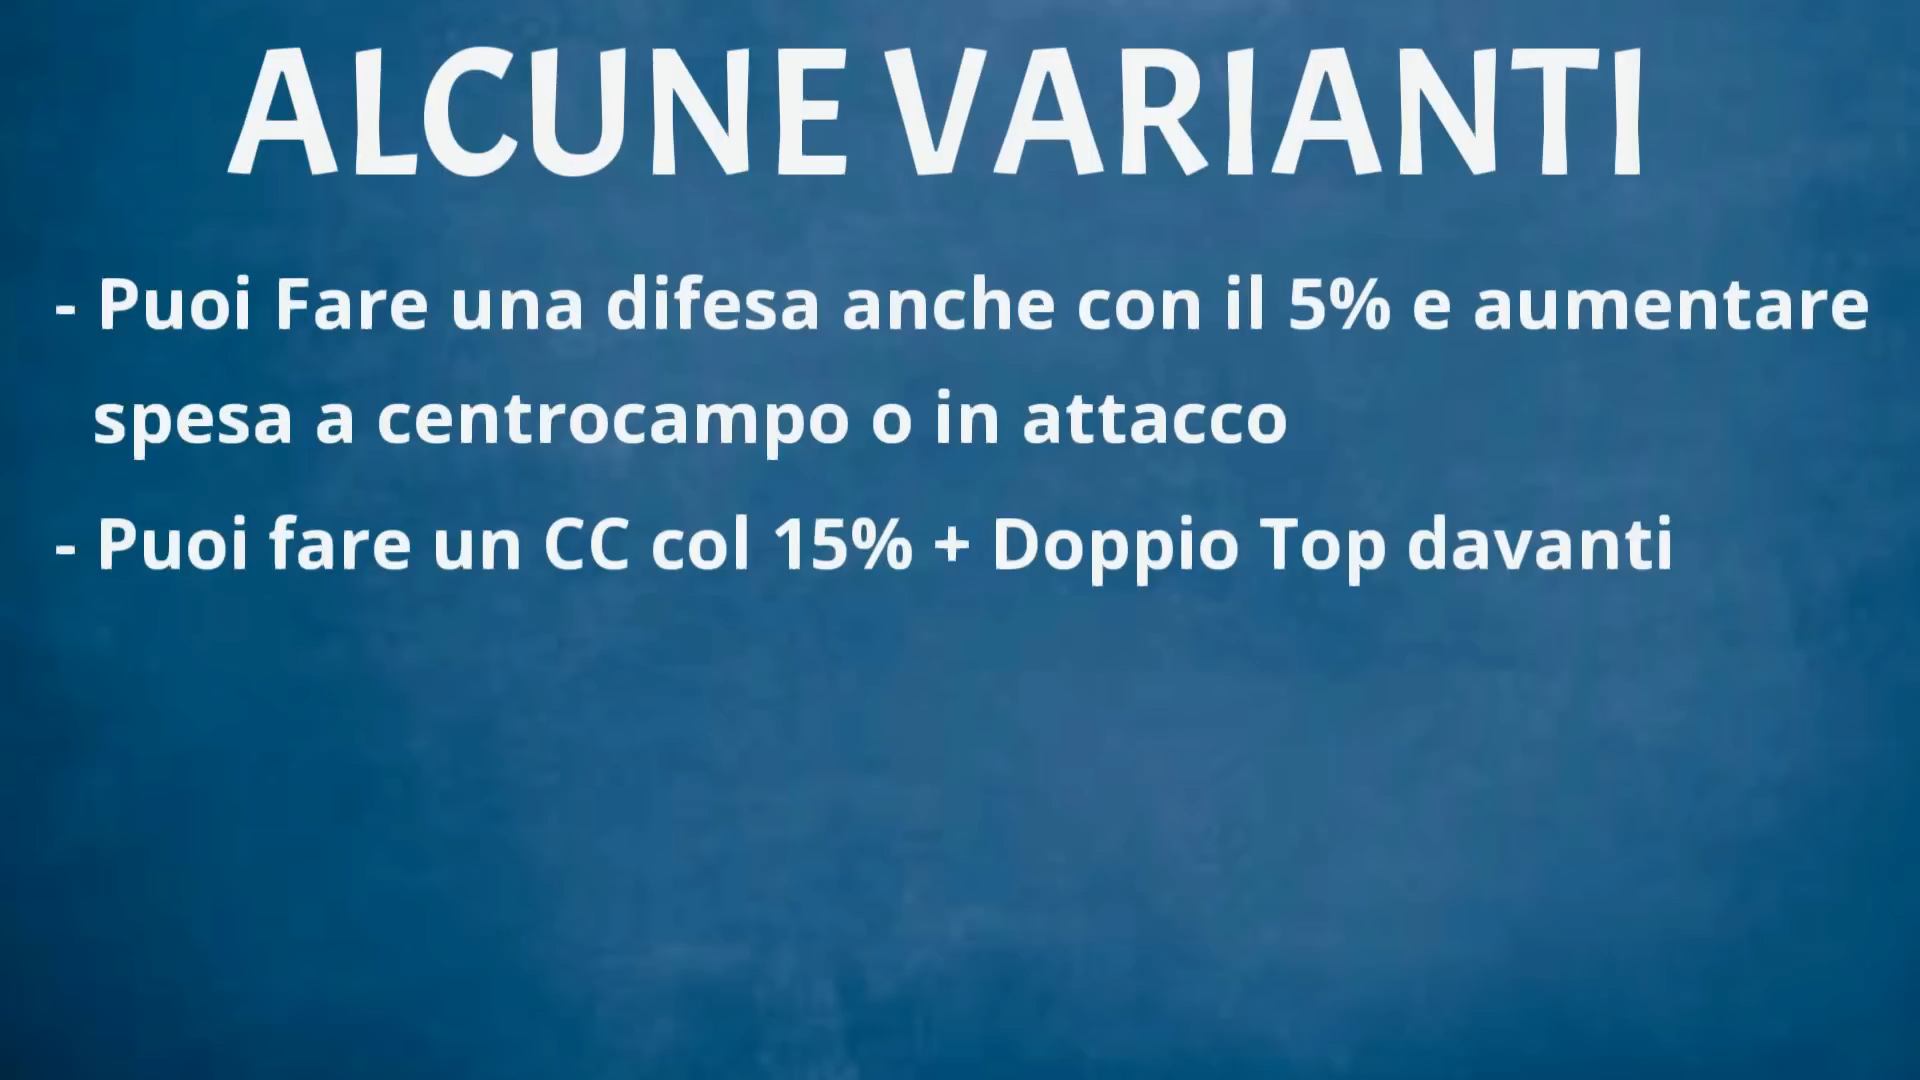 ALCUNE VARIANTI
- Puoi Fare una difesa anche con il 5% e aumentare
spesa a centrocampo o in attacco
- Puoi fare un CC col 15% + Doppio Top davanti